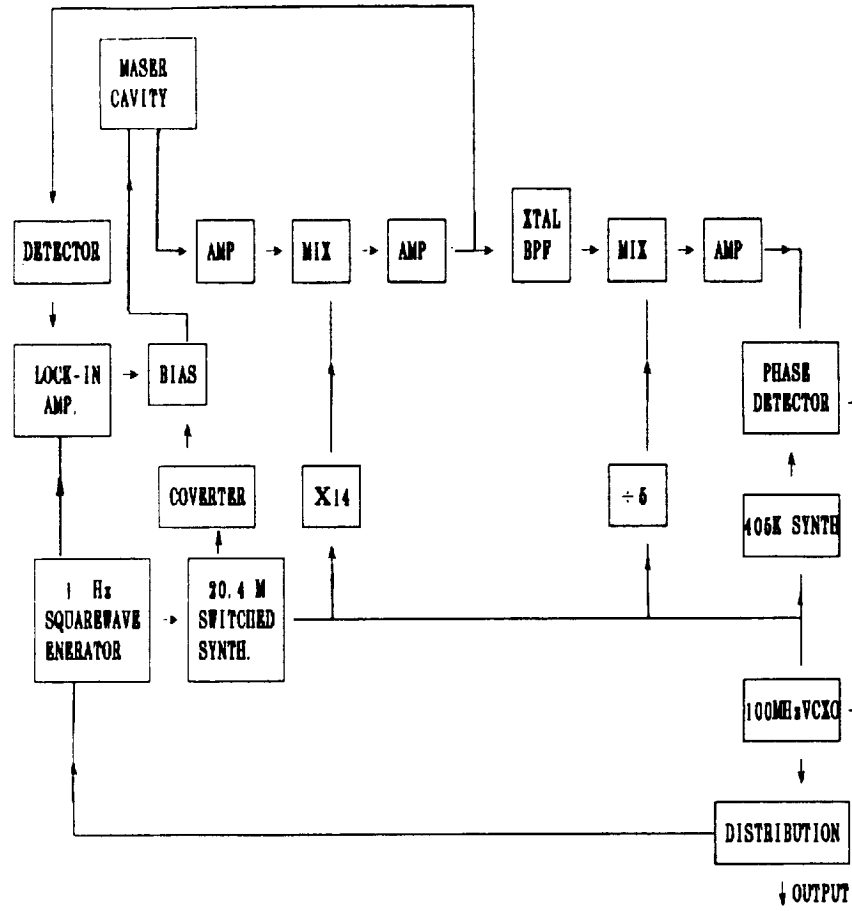 MASER
CAVITY
DETECTOR
AMP
MIX
AMP
XTAL
BPF
MIX
AMP
LOCK-IN
AMP.
BIAS
PHASE
DETECTOR
COVERTER
X14
÷5
405K SYNTH
1 Hz
SQUAREWAVE
ENERATOR
20.4 M
SWITCHED
SYNTH.
100MHzVCXO
DISTRIBUTION
OUTPUT